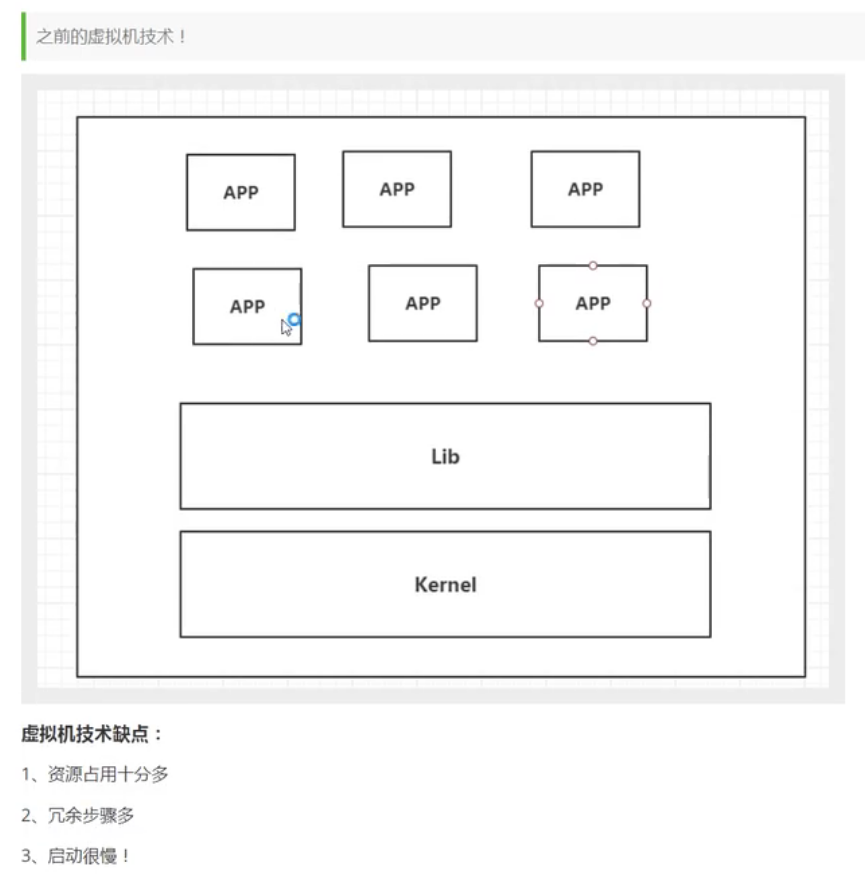 之前的虚拟机技术！
APP APP APP
APP APP APP
Lib
Kernel
虚拟机技术缺点：
1、资源占用十分多
2、冗余步骤多
3、启动很慢！